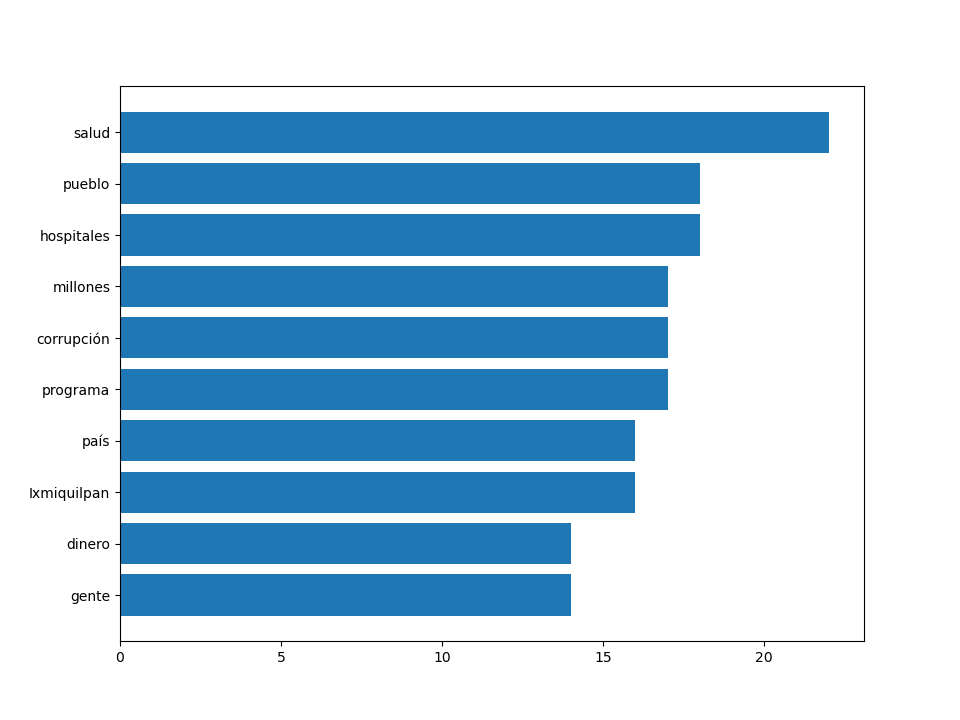 salud
pueblo
hospitales
millones
corrupción
programa
país
Ixmiquilpan
dinero
gente
0 5 10 15 20